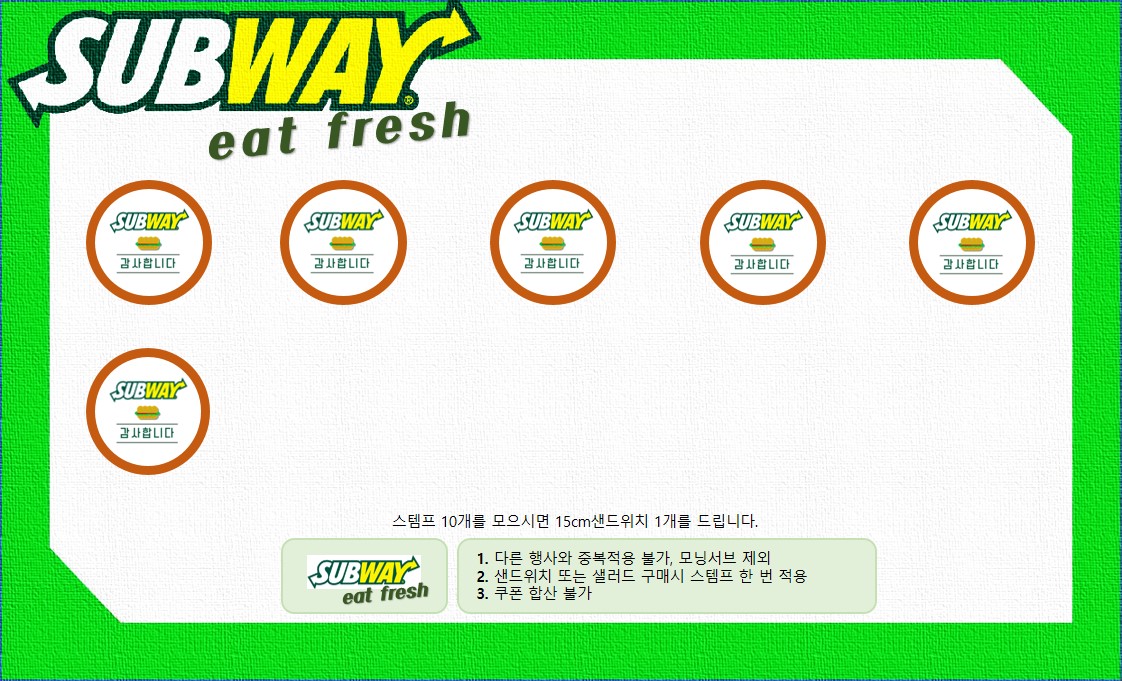 SUBWAY®
eat fresh
SUBWAY
감사합니다
SUBWAY
감사합니다
SUBWAY
감사합니다
SUBWAY
감사합니다
SUBWAY
감사합니다
SUBWAY
감사합니다
스템프 10개를 모으시면 15cm샌드위치 1개를 드립니다.
SUBWAY
eat fresh
1. 다른 행사와 중복적용 불가, 모닝서브 제외
2. 샌드위치 또는 샐러드 구매시 스템프 한 번 적용
3. 쿠폰 합산 불가